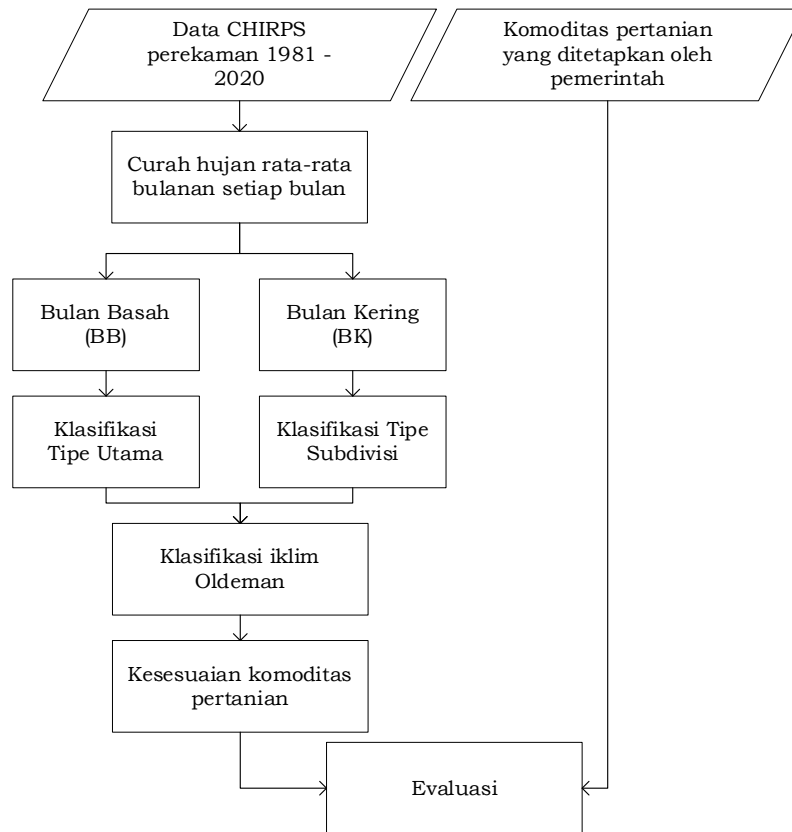 Data CHIRPS
perekaman 1981 -
2020
Komoditas pertanian
yang ditetapkan oleh
pemerintah
Curah hujan rata-rata
bulanan setiap bulan
Bulan Basah
(BB)
Bulan Kering
(BK)
Klasifikasi
Tipe Utama
Klasifikasi Tipe
Subdivisi
Klasifikasi iklim
Oldeman
Kesesuaian komoditas
pertanian
Evaluasi